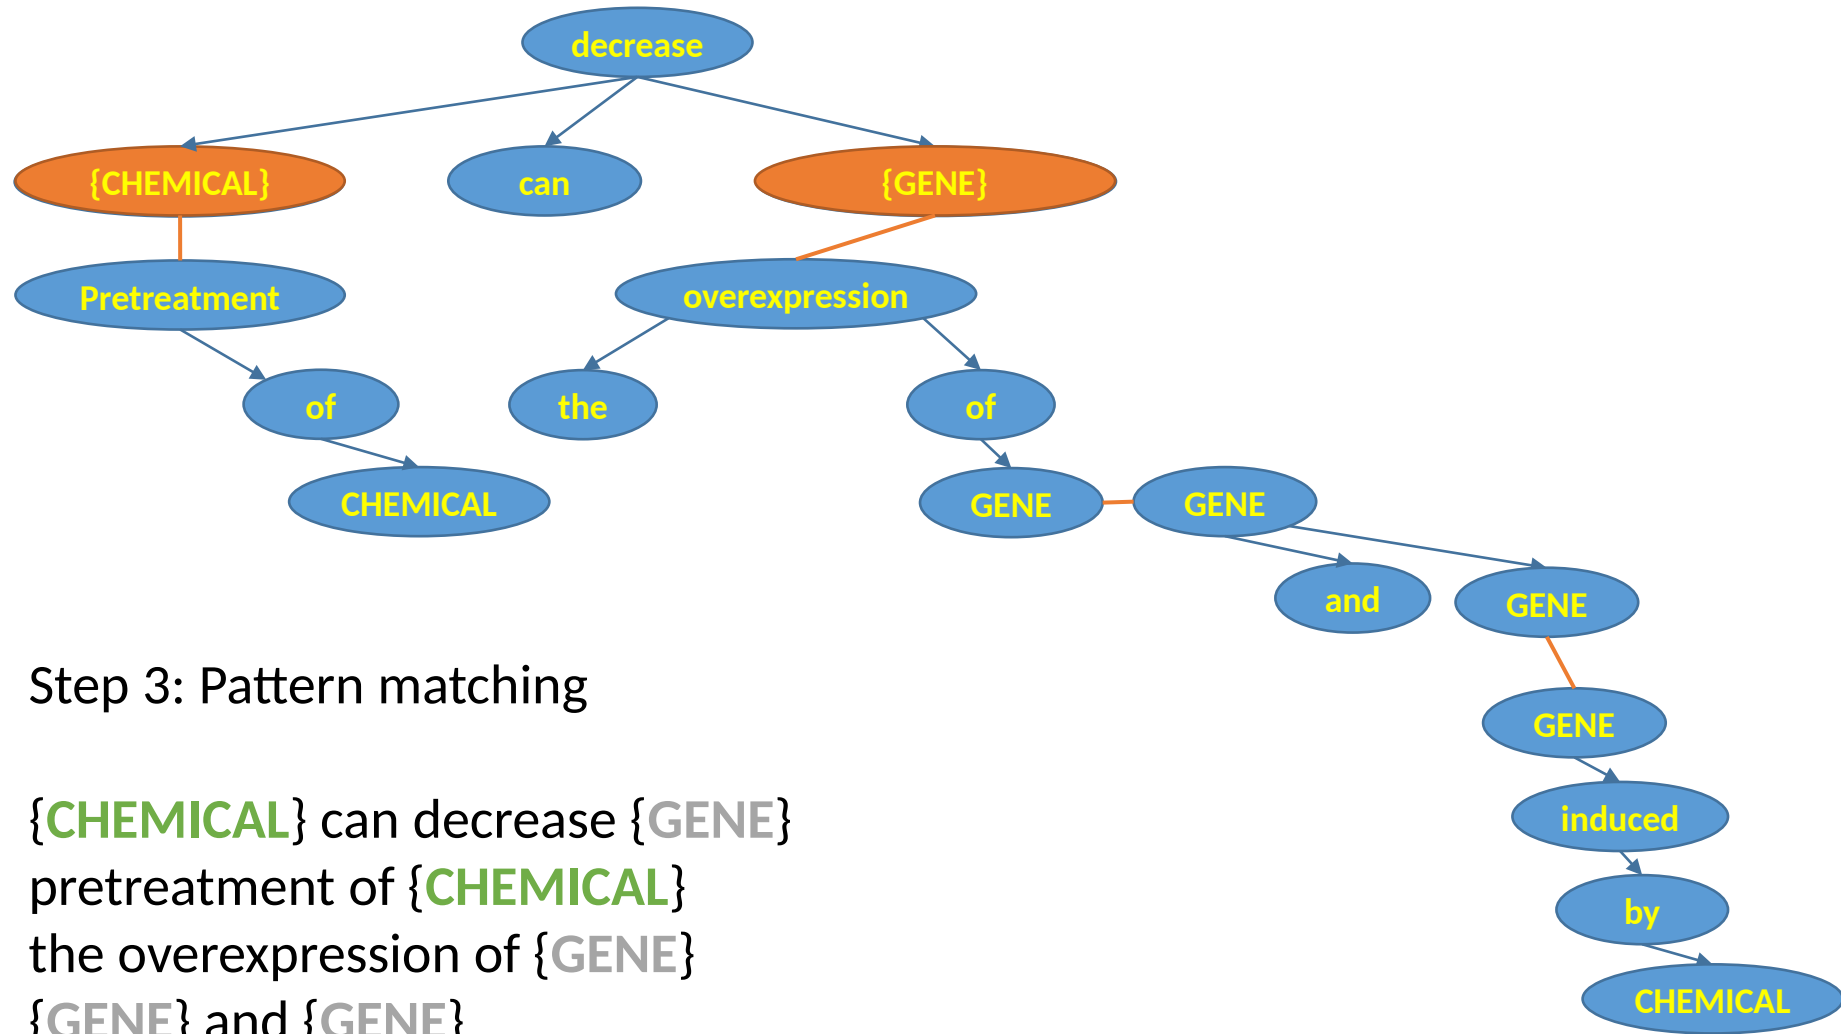 decrease
{CHEMICAL} can {GENE}
Pretreatment overexpression
of the of
CHEMICAL GENE GENE
and GENE
Step 3: Pattern matching
GENE
{CHEMICAL} can decrease {GENE} induced
pretreatment of {CHEMICAL} by
the overexpression of {GENE}
{GENE} and {GENE} CHEMICAL